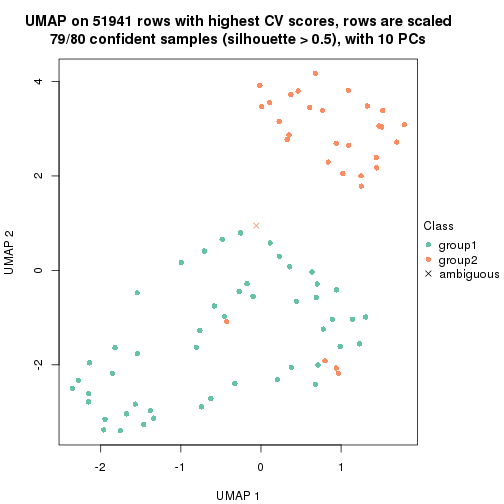 UMAP on 51941 rows with highest CV scores, rows are scaled
79/80 confident samples (silhouette > 0.5), with 10 PCs
4
2
0
-2
-2
-1
0
1
UMAP 1
UMAP 2
Class
group1
group2
ambiguous